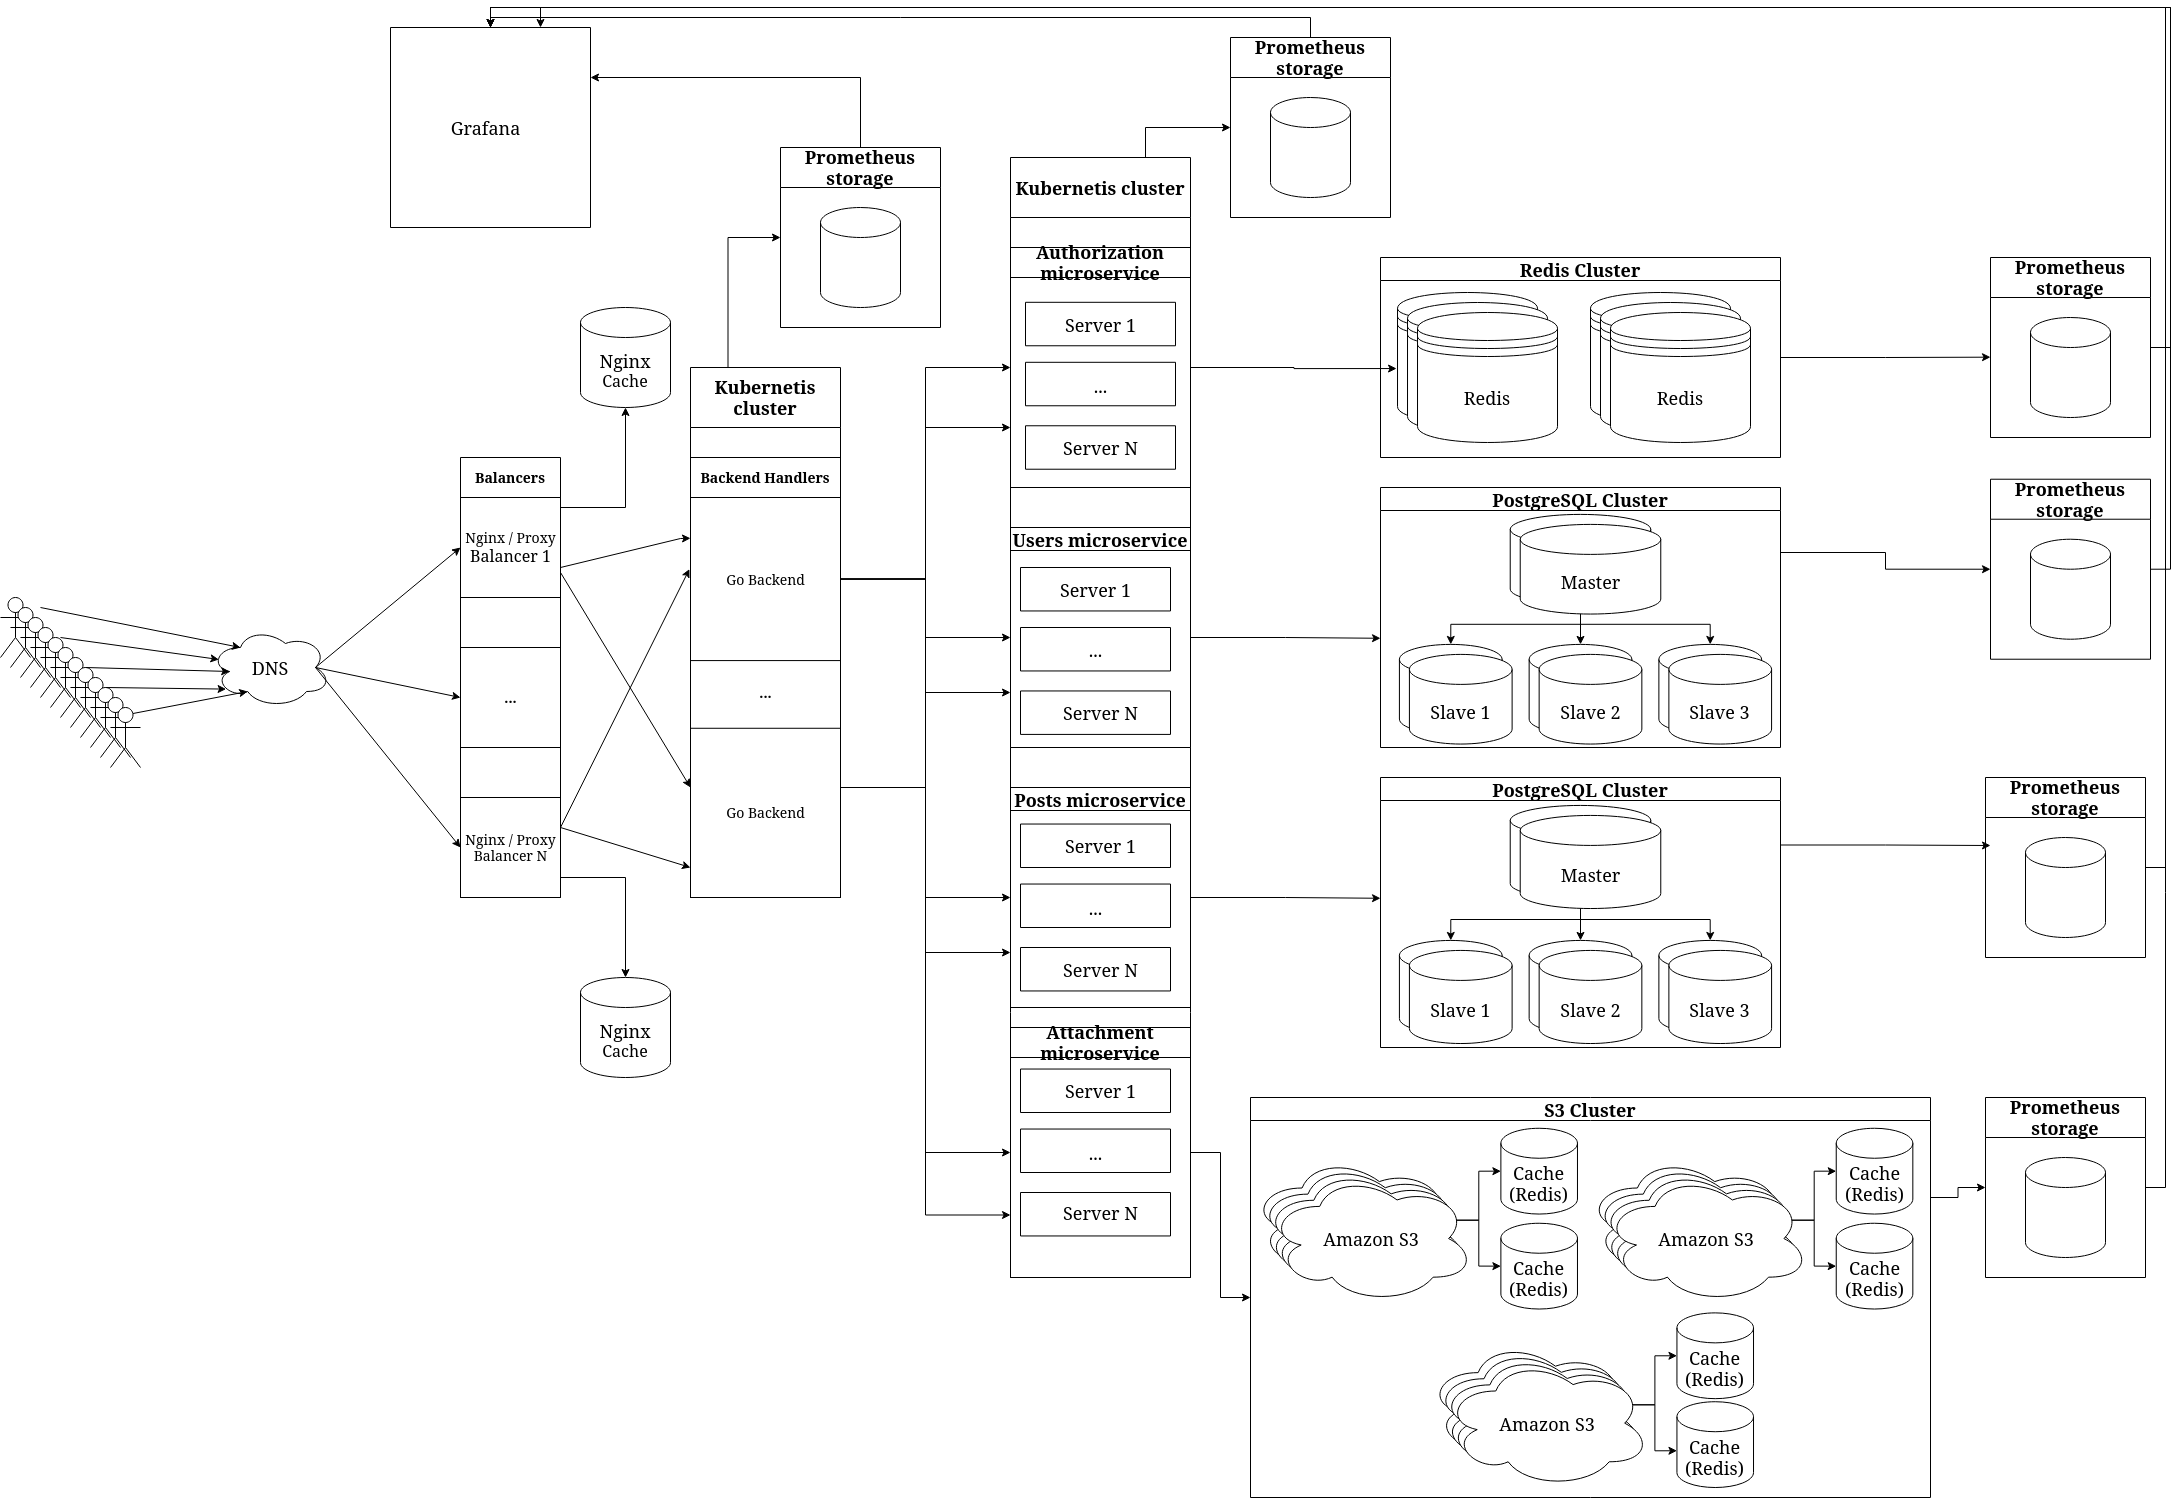 Grafana
Prometheus
storage
Prometheus
storage
Nginx
Cache
Kubernetis
cluster
Backend Handlers
Go Backend
...
Go Backend
Balancers
Nginx / Proxy
Balancer 1
...
Nginx / Proxy
Balancer N
DNS
Nginx
Cache
Kubernetis cluster
Authorization
microservice
Server 1
...
Server N
Users microservice
Server 1
...
Server N
Posts microservice
Server 1
...
Server N
Attachment
microservice
Server 1
...
Server N
Redis Cluster
Redis
Redis
Prometheus
storage
PostgreSQL Cluster
Master
Slave 1
Slave 2
Slave 3
Prometheus
storage
PostgreSQL Cluster
Master
Slave 1
Slave 2
Slave 3
Prometheus
storage
S3 Cluster
Amazon S3
Cache
(Redis)
Cache
(Redis)
Amazon S3
Cache
(Redis)
Cache
(Redis)
Amazon S3
Cache
(Redis)
Cache
(Redis)
Prometheus
storage